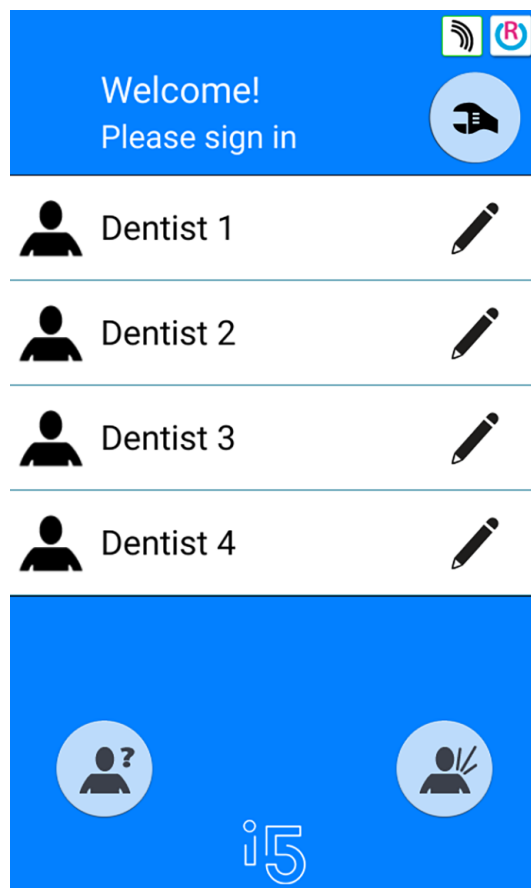 R
Welcome!
Please sign in
Dentist 1
Dentist 2
Dentist 3
Dentist 4
?
i5